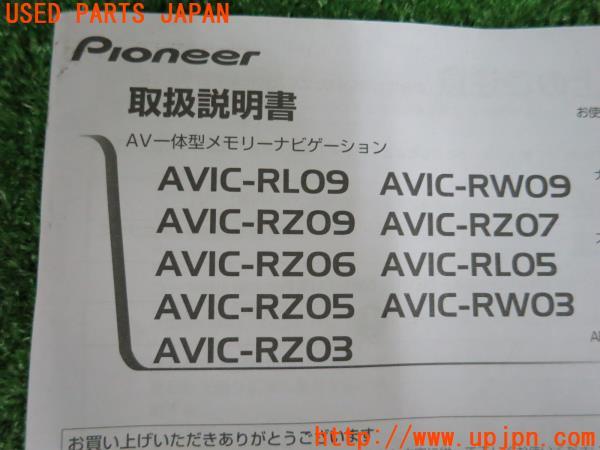 USED PARTS JAPAN
Pioneer
取扱説明書
AV一体型メモリーナビゲーション
AVIC-RL09 AVIC-RW09
AVIC-RZ09 AVIC-RZ07
AVIC-RZ06 AVIC-RL05
AVIC-RZ05 AVIC-RW03
AVIC-RZ03
お買い上げいただきありがとうございます
http://www.upjpn.com